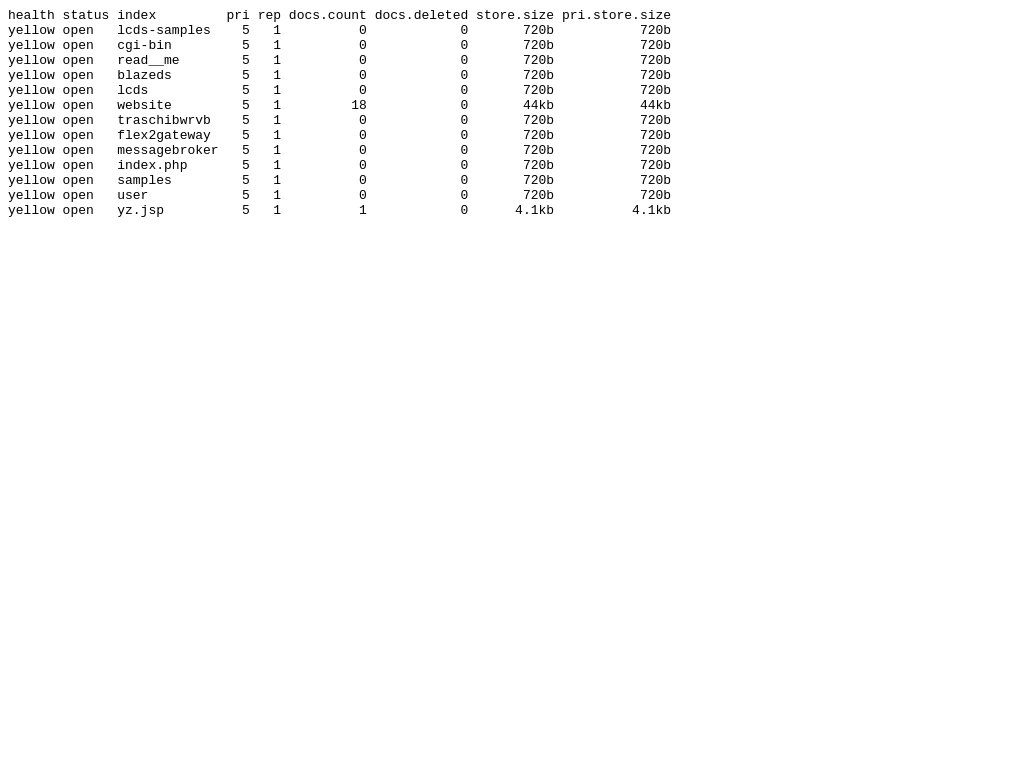 health status index         pri rep docs.count docs.deleted store.size pri.store.size
yellow open   lcds-samples    5   1          0            0       720b           720b
yellow open   cgi-bin         5   1          0            0       720b           720b
yellow open   read__me        5   1          0            0       720b           720b
yellow open   blazeds         5   1          0            0       720b           720b
yellow open   lcds            5   1          0            0       720b           720b
yellow open   website         5   1         18            0       44kb           44kb
yellow open   traschibwrvb    5   1          0            0       720b           720b
yellow open   flex2gateway    5   1          0            0       720b           720b
yellow open   messagebroker   5   1          0            0       720b           720b
yellow open   index.php       5   1          0            0       720b           720b
yellow open   samples         5   1          0            0       720b           720b
yellow open   user            5   1          0            0       720b           720b
yellow open   yz.jsp          5   1          1            0      4.1kb          4.1kb